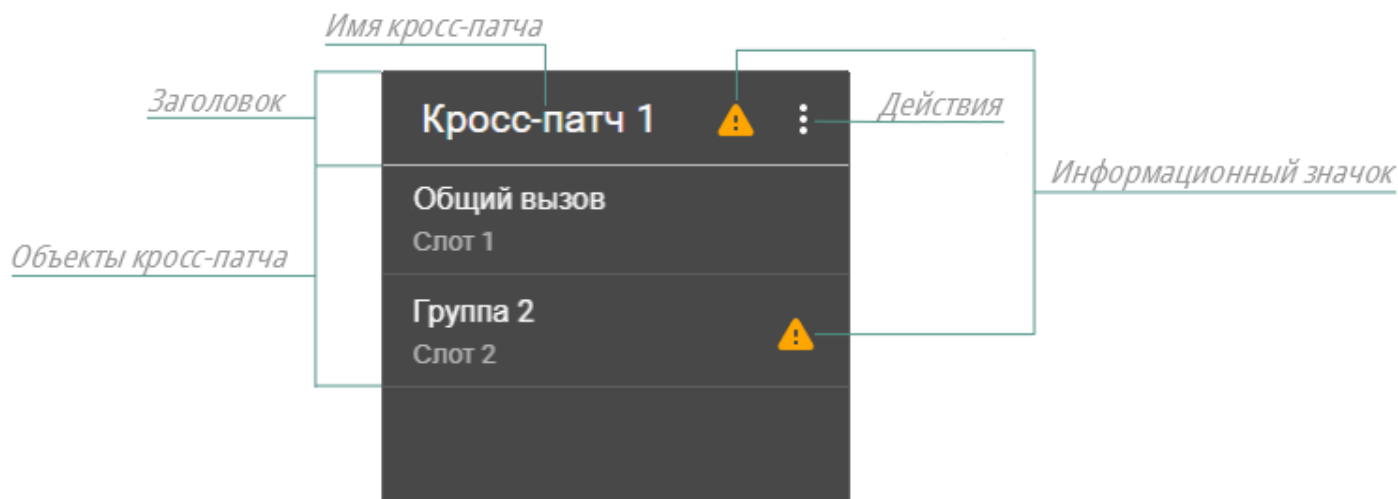 Имя кросс-патча
Заголовок
Кросс-патч 1
Действия
Информационный значок
Общий вызов
Слот 1
Объекты кросс-патча
Группа 2
Слот 2